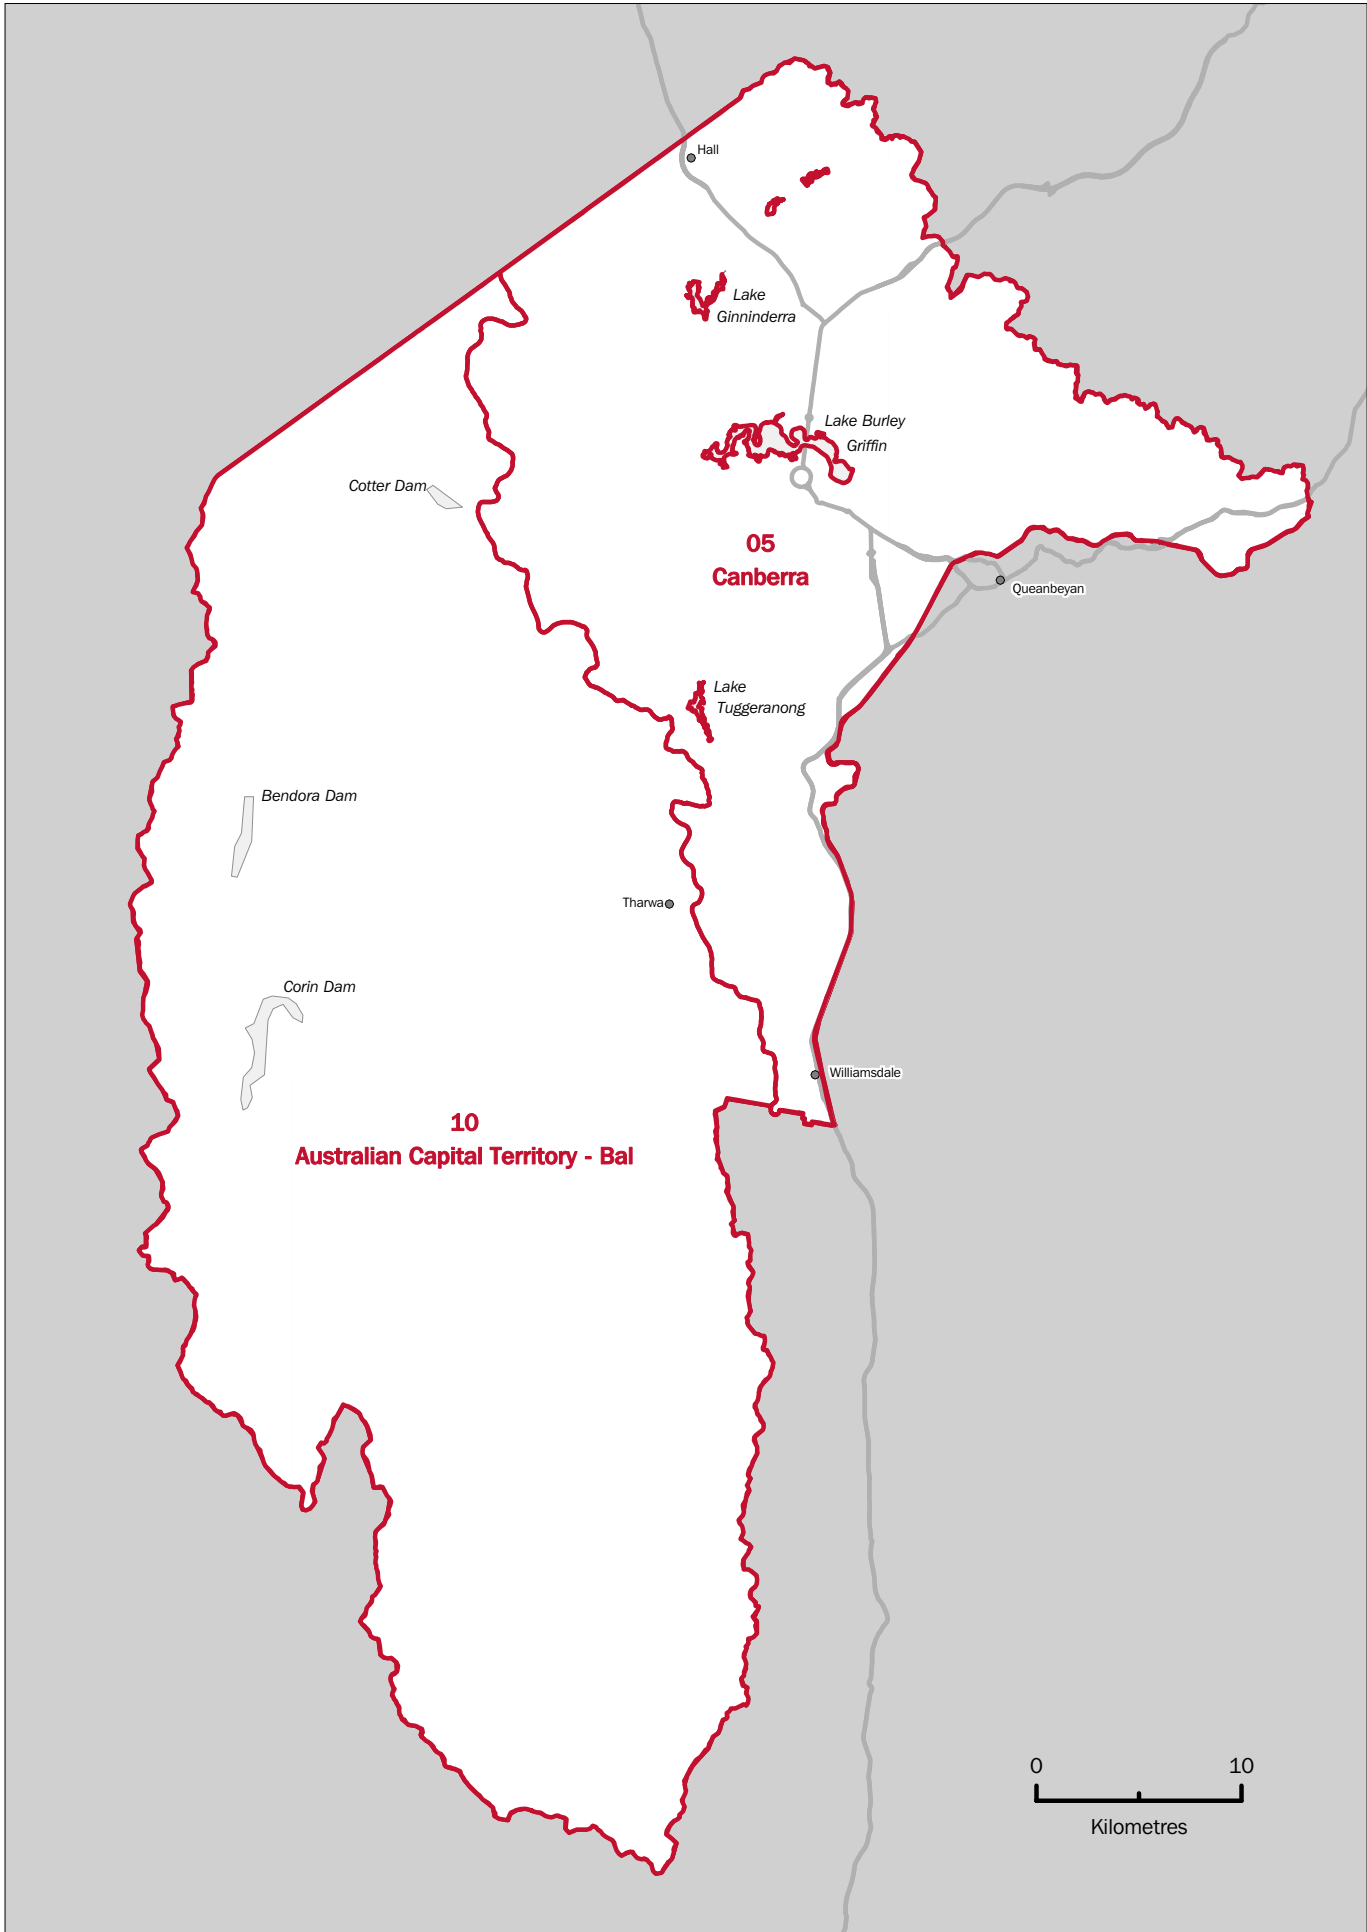 Hall
Lake
Ginninderra
Lake Burley
Griffin
Cotter Dam
05
Canberra
Queanbeyan
Lake
Tuggeranong
Bendora Dam
Tharwa
Corin Dam
Williamsdale
10
Australian Capital Territory - Bal
0 10
Kilometres